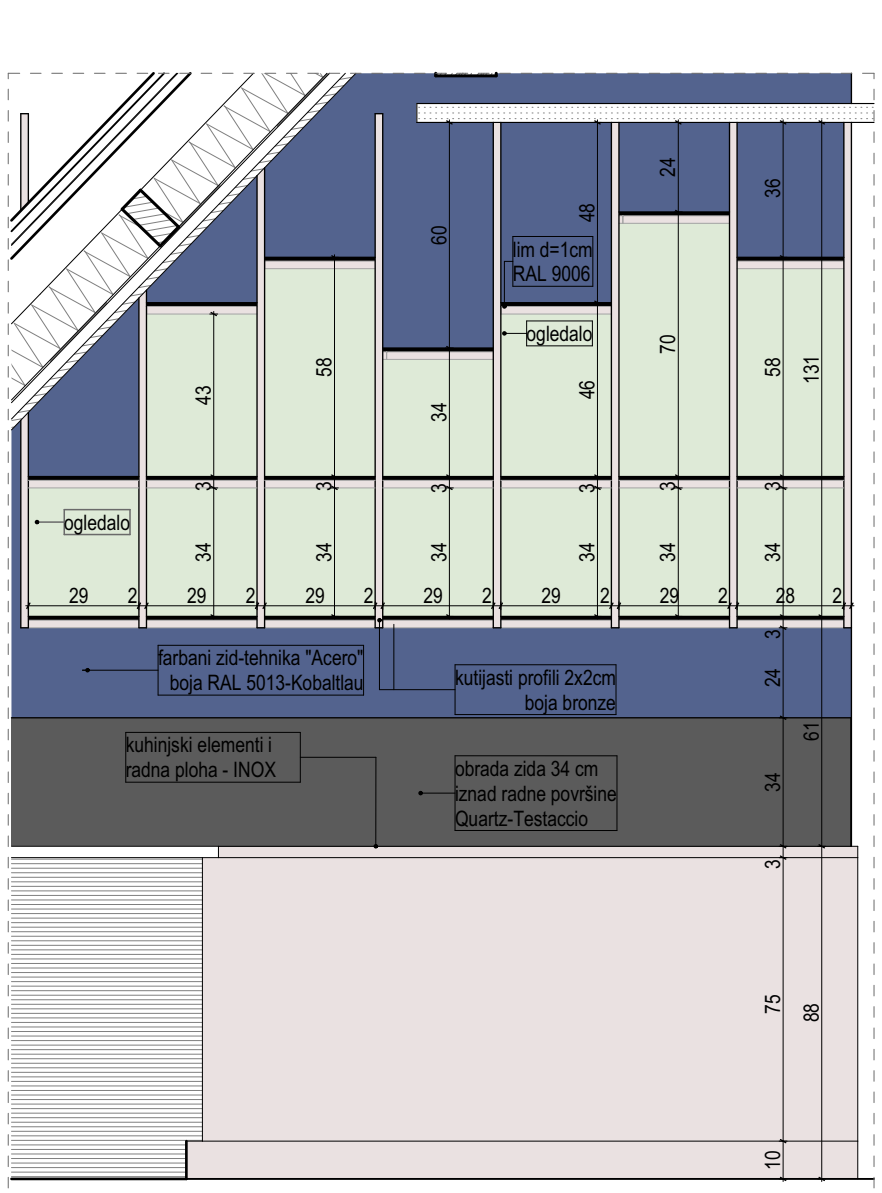 24
36
48
60
lim d=1cm
RAL 9006
ogledalo
43
58
34
46
70
58
131
3
3
3
3
3
3
ogledalo
34
34
34
34
34
34
29 2 29 2 29 2 29 2 29 2 29 2 28 2
farbani zid-tehnika "Acero"
boja RAL 5013-Kobaltlau
kutijasti profili 2x2cm
boja bronze
3
24
61
kuhinjski elementi i
radna ploha - INOX
obrada zida 34 cm
iznad radne površine
Quartz-Testaccio
34
3
75
88
10